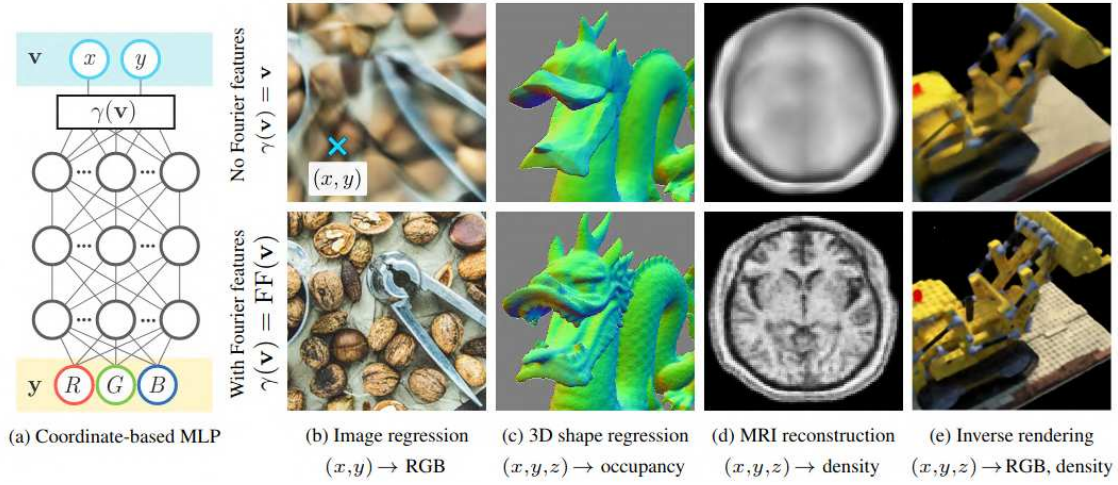 v
x
y
γ(v)
y
R
G
B
No Fourier features
γ(v) = v
With Fourier features
γ(v) = FF(v)
(x, y)
(a) Coordinate-based MLP
(b) Image regression
(x,y) → RGB
(c) 3D shape regression
(x,y,z) → occupancy
(d) MRI reconstruction
(x,y,z) → density
(e) Inverse rendering
(x,y,z) → RGB, density